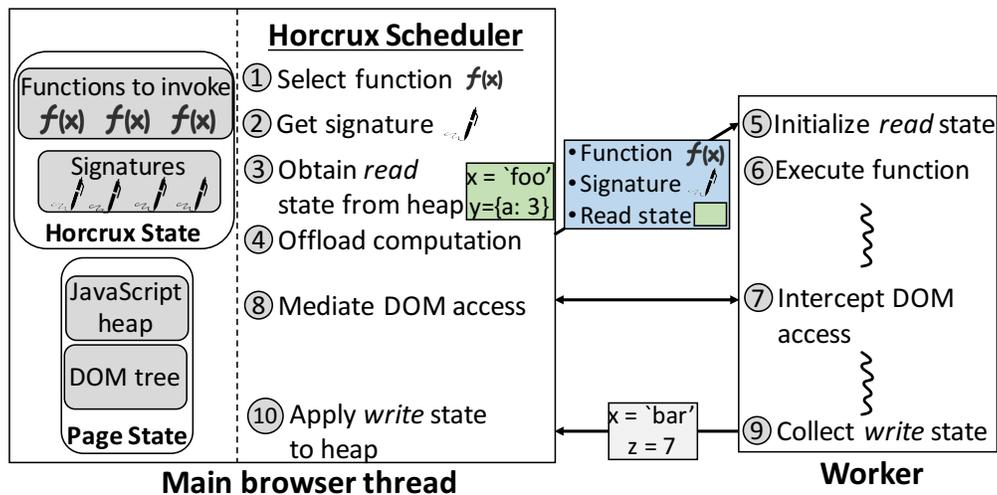 Horcrux Scheduler
Functions to invoke
f(x) f(x) f(x)
Signatures
Horcrux State
JavaScript
heap
DOM tree
Page State
1 Select function f(x)
2 Get signature
3 Obtain read
state from heap
x = `foo’
y={a: 3}
4 Offload computation
8 Mediate DOM access
10 Apply write state
to heap
Main browser thread
• Function f(x)
• Signature
• Read state
x = `bar’
z = 7
5 Initialize read state
6 Execute function
7 Intercept DOM
access
9 Collect write state
Worker